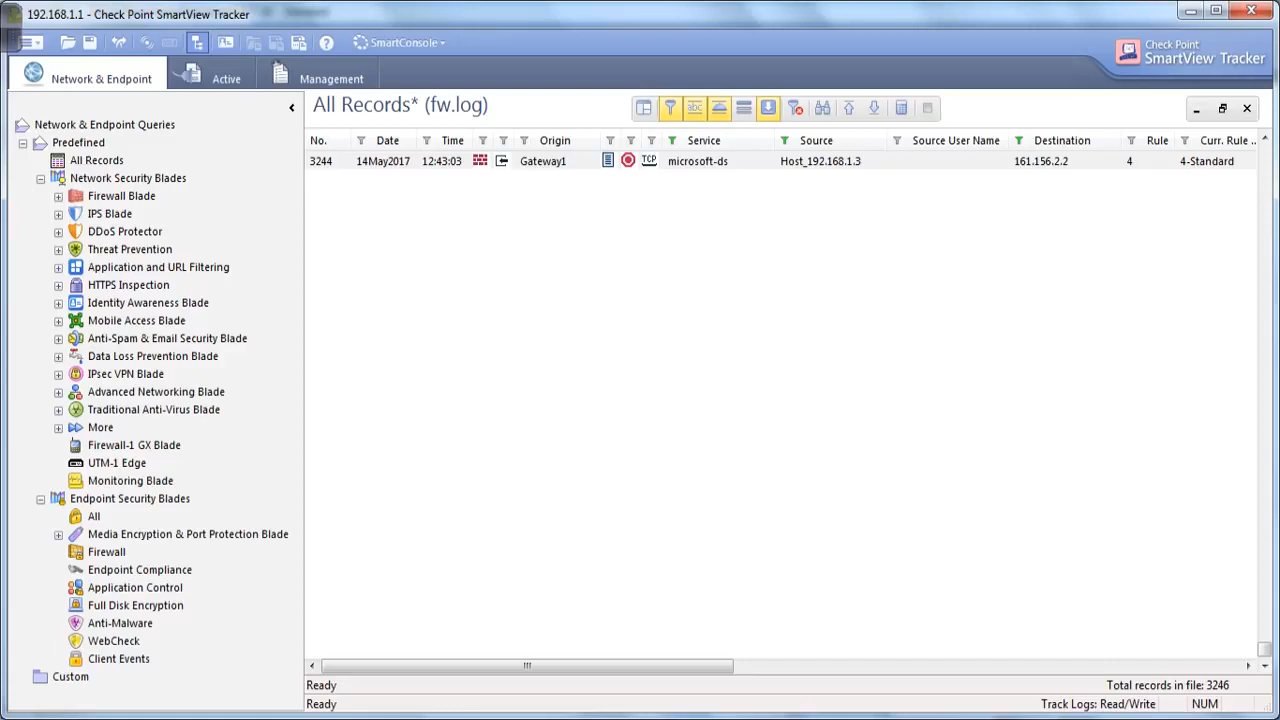 192.168.1.1 - Check Point SmartView Tracker
SmartConsole
Check Point
SmartView Tracker
Network & Endpoint
Active
Management
All Records* (fw.log)
Network & Endpoint Queries
Predefined
All Records
Network Security Blades
Firewall Blade
IPS Blade
DDoS Protector
Threat Prevention
Application and URL Filtering
HTTPS Inspection
Identity Awareness Blade
Mobile Access Blade
Anti-Spam & Email Security Blade
Data Loss Prevention Blade
IPsec VPN Blade
Advanced Networking Blade
Traditional Anti-Virus Blade
More
Firewall-1 GX Blade
UTM-1 Edge
Monitoring Blade
Endpoint Security Blades
All
Media Encryption & Port Protection Blade
Firewall
Endpoint Compliance
Application Control
Full Disk Encryption
Anti-Malware
WebCheck
Client Events
Custom
No. Date Time Origin Service Source Source User Name Destination Rule Curr. Rule ..
3244 14May2017 12:43:03 Gateway1 TCP microsoft-ds Host_192.168.1.3 161.156.2.2 4 4-Standard
Ready Total records in file: 3246
Ready Track Logs: Read/Write NUM